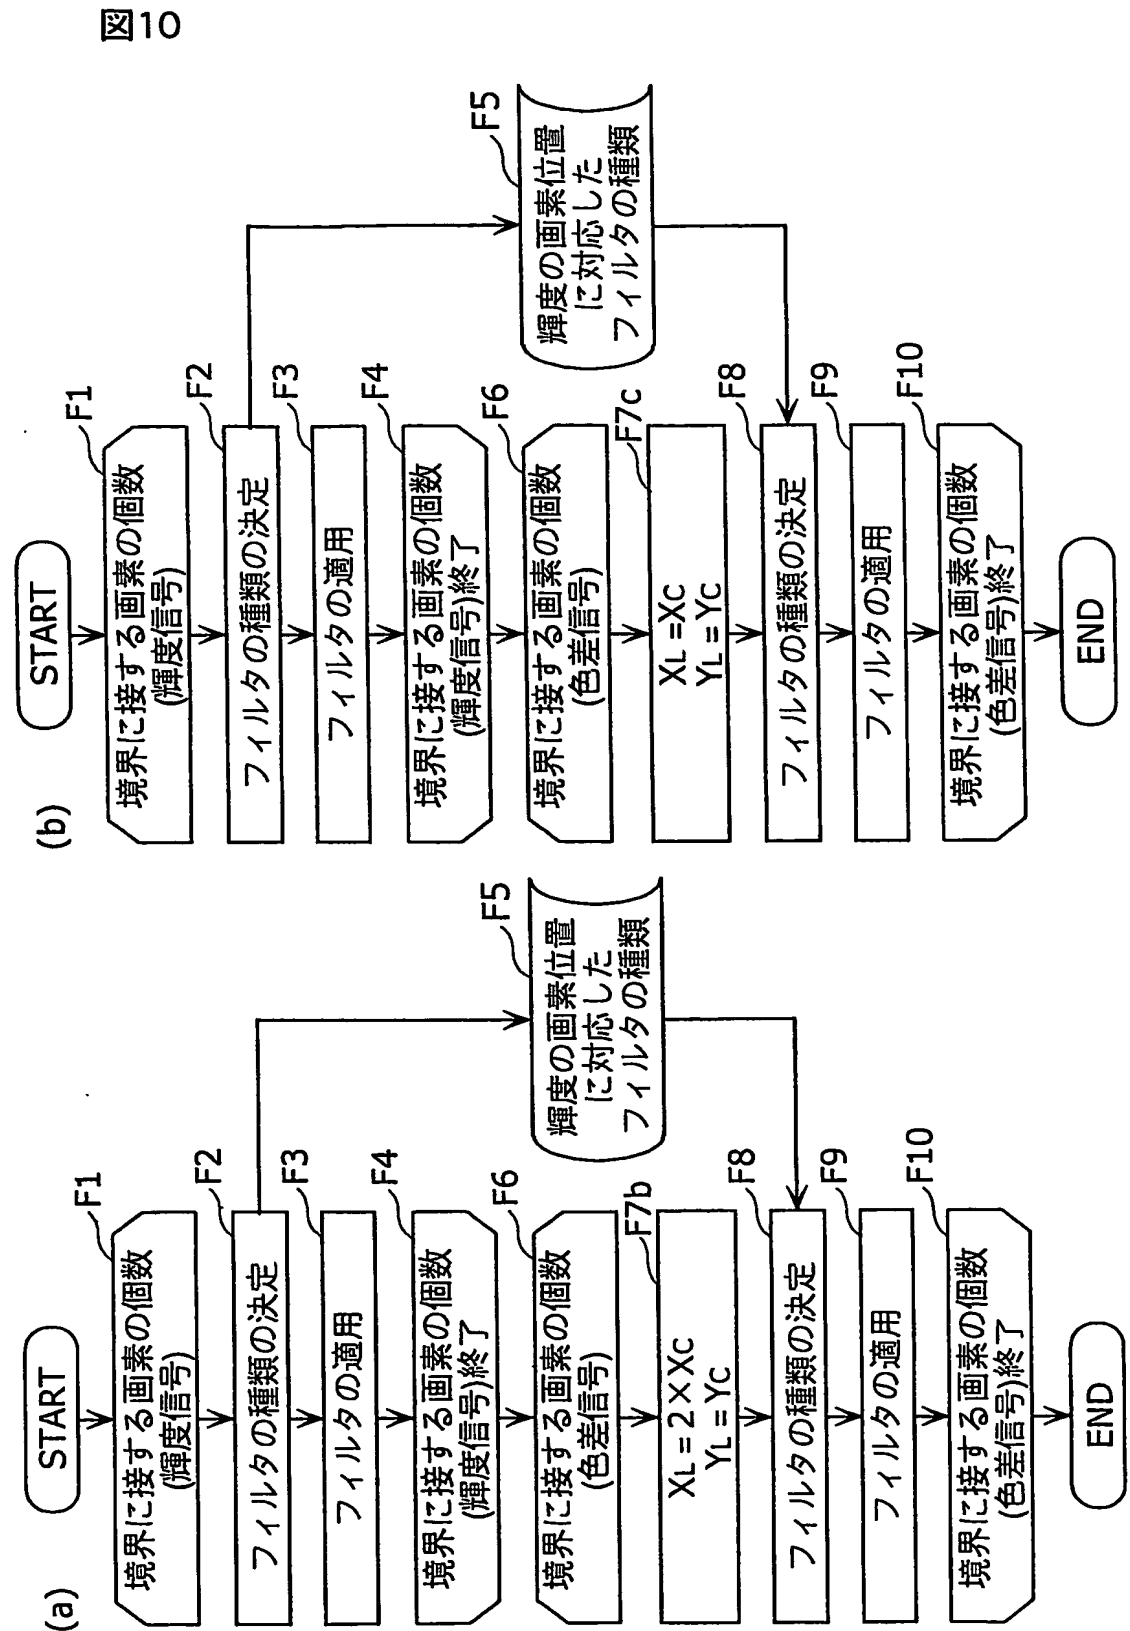 図10
(a)
START
F1
境界に接する画素の個数
(輝度信号)
F2
フィルタの種類の決定
F3
フィルタの適用
F4
境界に接する画素の個数
(輝度信号)終了
F5
輝度の画素位置
に対応した
フィルタの種類
F6
境界に接する画素の個数
(色差信号)
F7b
XL=2×XC
YL=YC
F8
フィルタの種類の決定
F9
フィルタの適用
F10
境界に接する画素の個数
(色差信号)終了
END
(b)
START
F1
境界に接する画素の個数
(輝度信号)
F2
フィルタの種類の決定
F3
フィルタの適用
F4
境界に接する画素の個数
(輝度信号)終了
F5
輝度の画素位置
に対応した
フィルタの種類
F6
境界に接する画素の個数
(色差信号)
F7c
XL=XC
YL=YC
F8
フィルタの種類の決定
F9
フィルタの適用
F10
境界に接する画素の個数
(色差信号)終了
END